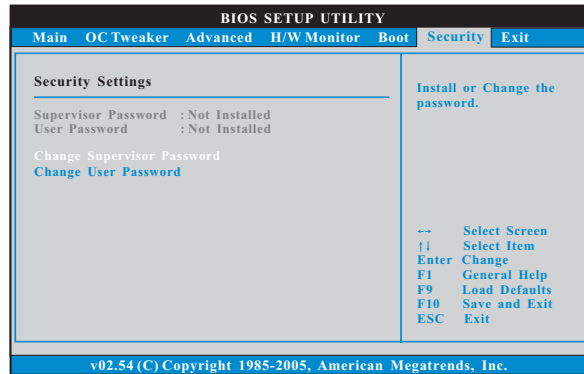 BIOS SETUP UTILITY
Main OC Tweaker Advanced H/W Monitor Boot Security Exit
Security Settings
Supervisor Password : Not Installed
User Password : Not Installed
Change Supervisor Password
Change User Password
Install or Change the
password.
←→ Select Screen
↑↓ Select Item
Enter Change
F1 General Help
F9 Load Defaults
F10 Save and Exit
ESC Exit
v02.54 (C) Copyright 1985-2005, American Megatrends, Inc.